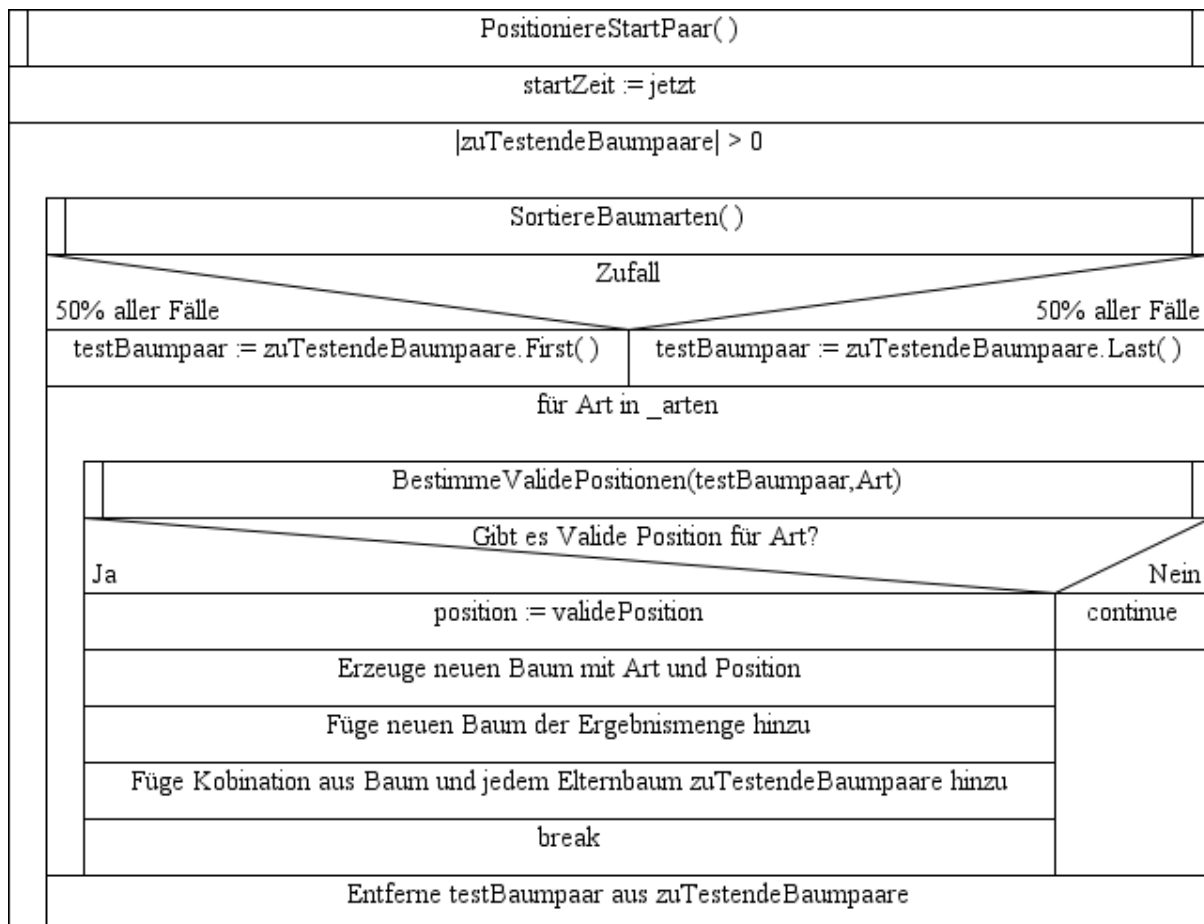 PositioniereStartPaar( )
startZeit := jetzt
|zuTestendeBaumpaare| > 0
SortiereBaumarten( )
Zufall
50% aller Fälle
50% aller Fälle
testBaumpaar := zuTestendeBaumpaare.First( )
testBaumpaar := zuTestendeBaumpaare.Last( )
für Art in _arten
BestimmeValidePositionen(testBaumpaar,Art)
Gibt es Valide Position für Art?
Ja
Nein
position := validePosition
continue
Erzeuge neuen Baum mit Art und Position
Füge neuen Baum der Ergebnismenge hinzu
Füge Kobination aus Baum und jedem Elternbaum zuTestendeBaumpaare hinzu
break
Entferne testBaumpaar aus zuTestendeBaumpaare